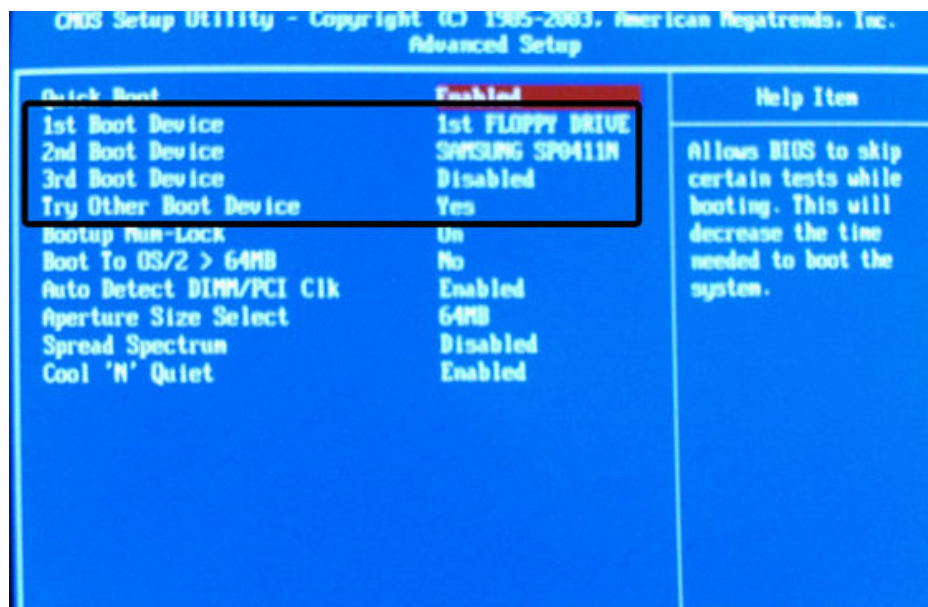 CMOS Setup Utility - Copyright (C) 1985-2003, American Megatrends, Inc.
Advanced Setup
Quick Boot Enabled
1st Boot Device 1st FLOPPY DRIVE
2nd Boot Device SAMSUNG SP0411N
3rd Boot Device Disabled
Try Other Boot Device Yes
Bootup Num-Lock On
Boot To OS/2 > 64MB No
Auto Detect DIMM/PCI Clk Enabled
Aperture Size Select 64MB
Spread Spectrum Disabled
Cool 'N' Quiet Enabled
Help Item
Allows BIOS to skip
certain tests while
booting. This will
decrease the time
needed to boot the
system.